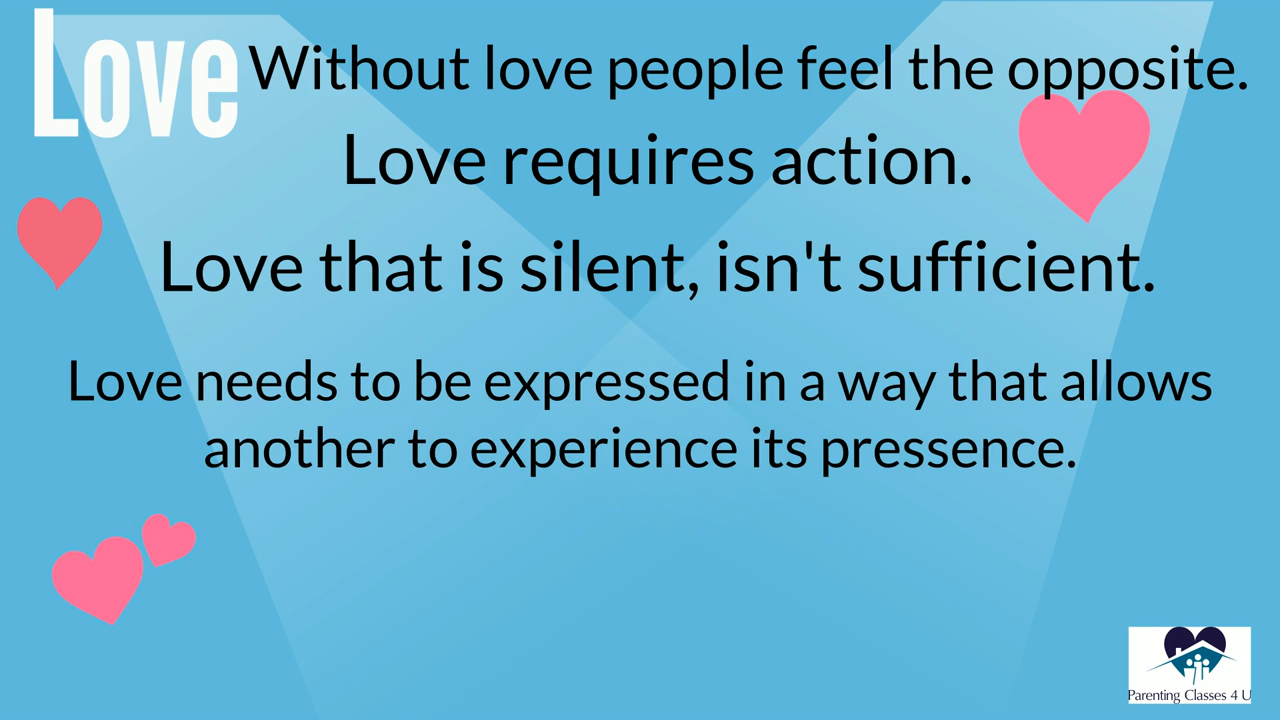 Love
Without love people feel the opposite.
Love requires action.
Love that is silent, isn't sufficient.
Love needs to be expressed in a way that allows
another to experience its pressence.
Parenting Classes 4 U